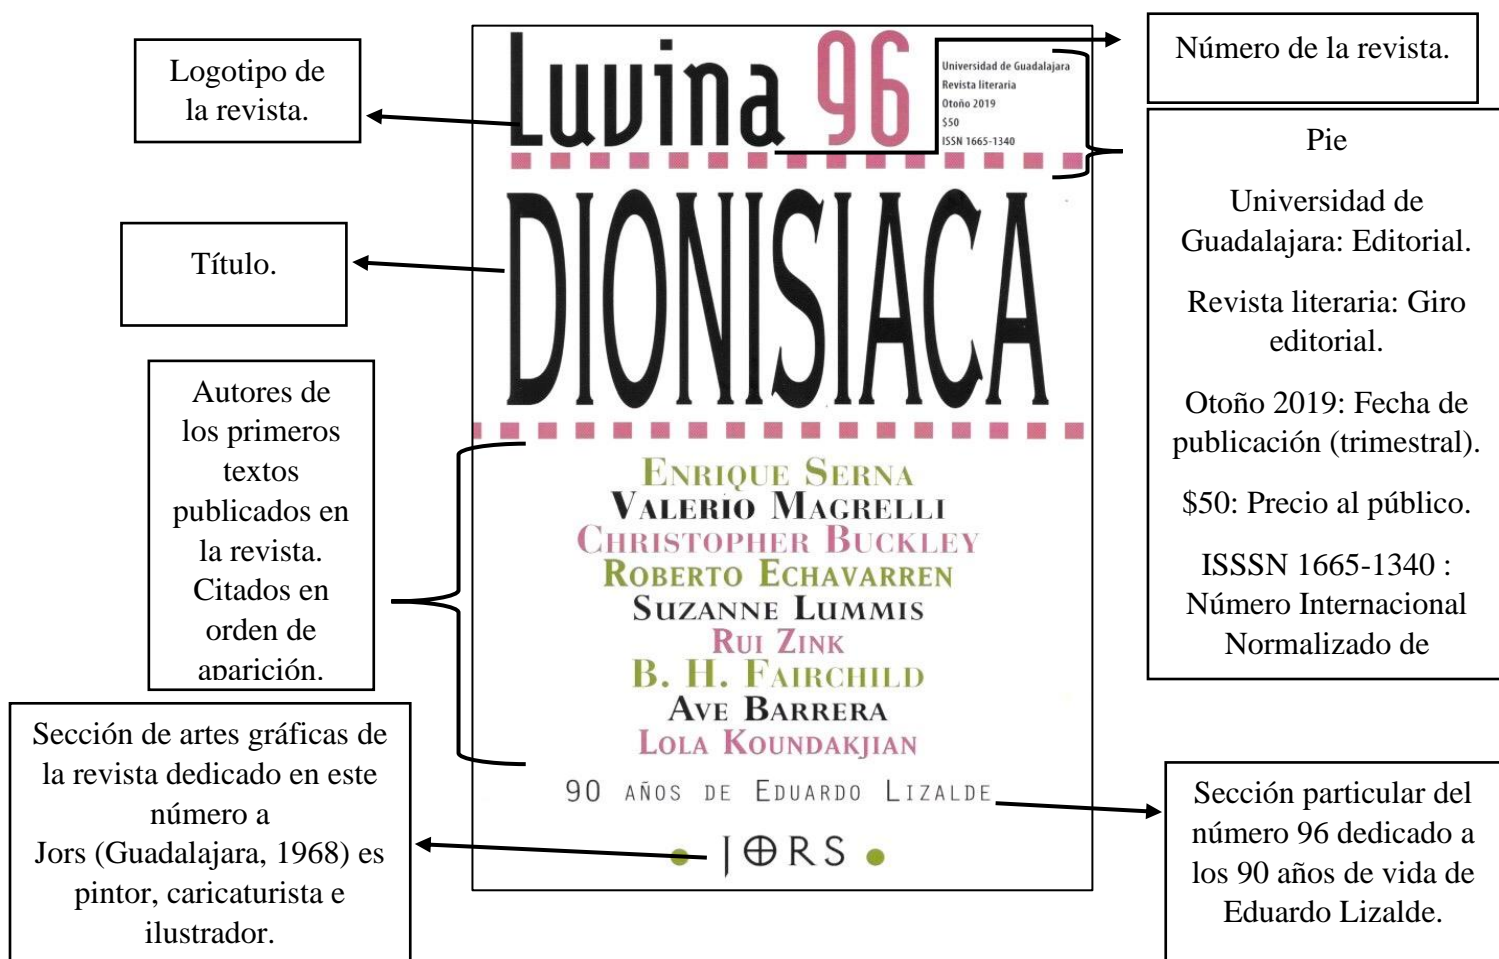 Logotipo de
la revista.
Título.
Autores de
los primeros
textos
publicados en
la revista.
Citados en
orden de
aparición.
Sección de artes gráficas de
la revista dedicado en este
número a
Jors (Guadalajara, 1968) es
pintor, caricaturista e
ilustrador.
Luvina 96
Universidad de Guadalajara
Revista literaria
Otoño 2019
$50
ISSN 1665-1340
DIONISIACA
ENRIQUE SERNA
VALERIO MAGRELLI
CHRISTOPHER BUCKLEY
ROBERTO ECHAVARREN
SUZANNE LUMMIS
RUI ZINK
B. H. FAIRCHILD
AVE BARRERA
LOLA KOUNDAKJIAN
90 AÑOS DE EDUARDO LIZALDE
• JORS •
Número de la revista.
Pie
Universidad de
Guadalajara: Editorial.
Revista literaria: Giro
editorial.
Otoño 2019: Fecha de
publicación (trimestral).
$50: Precio al público.
ISSSN 1665-1340 :
Número Internacional
Normalizado de
Sección particular del
número 96 dedicado a
los 90 años de vida de
Eduardo Lizalde.